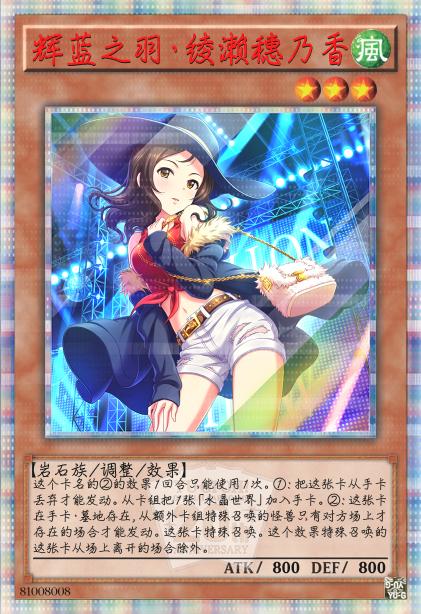 辉蓝之羽·绫濑穗乃香
風
ION
【岩石族/调整/效果】
这个卡名的②的效果1回合只能使用1次。①:把这张卡从手卡
丢弃才能发动。从卡组把1张「水晶世界」加入手卡。②:这张卡
在手卡·墓地存在,从额外卡组特殊召唤的怪兽只有对方场上才
存在的场合才能发动。这张卡特殊召唤。这个效果特殊召唤的
这张卡从场上离开的场合除外。
ERSARY
ATK/ 800 DEF/ 800
81008008